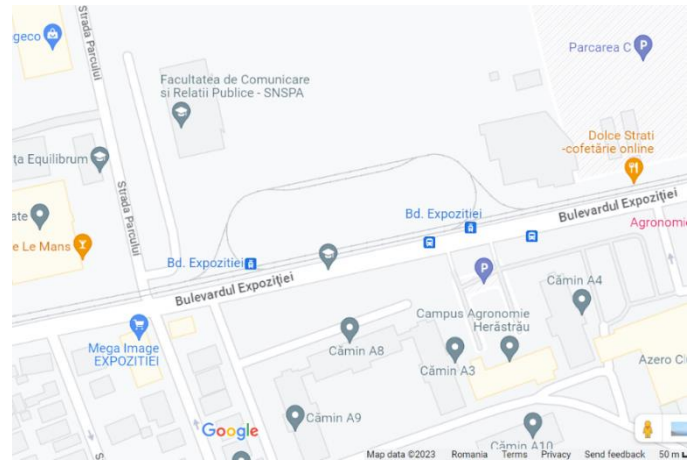 geco
Strada Parcului
Parcarea C
P
Facultatea de Comunicare
si Relatii Publice - SNSPA
Dolce Strati
-cofetărie online
ța Equilibrum
Strada Parcului
ate
Bd. Expozitiei
Bulevardul Expoziției
Agronomie
e Le Mans
Bd. Expozitiei
P
Bulevardul Expoziției
Cămin A4
Campus Agronomie
Herăstrău
Mega Image
EXPOZITIEI
Cămin A8
Cămin A3
Azero Ci
Cămin A9
Google
Cămin A10
Map data ©2023 Romania Terms Privacy Send feedback 50 m